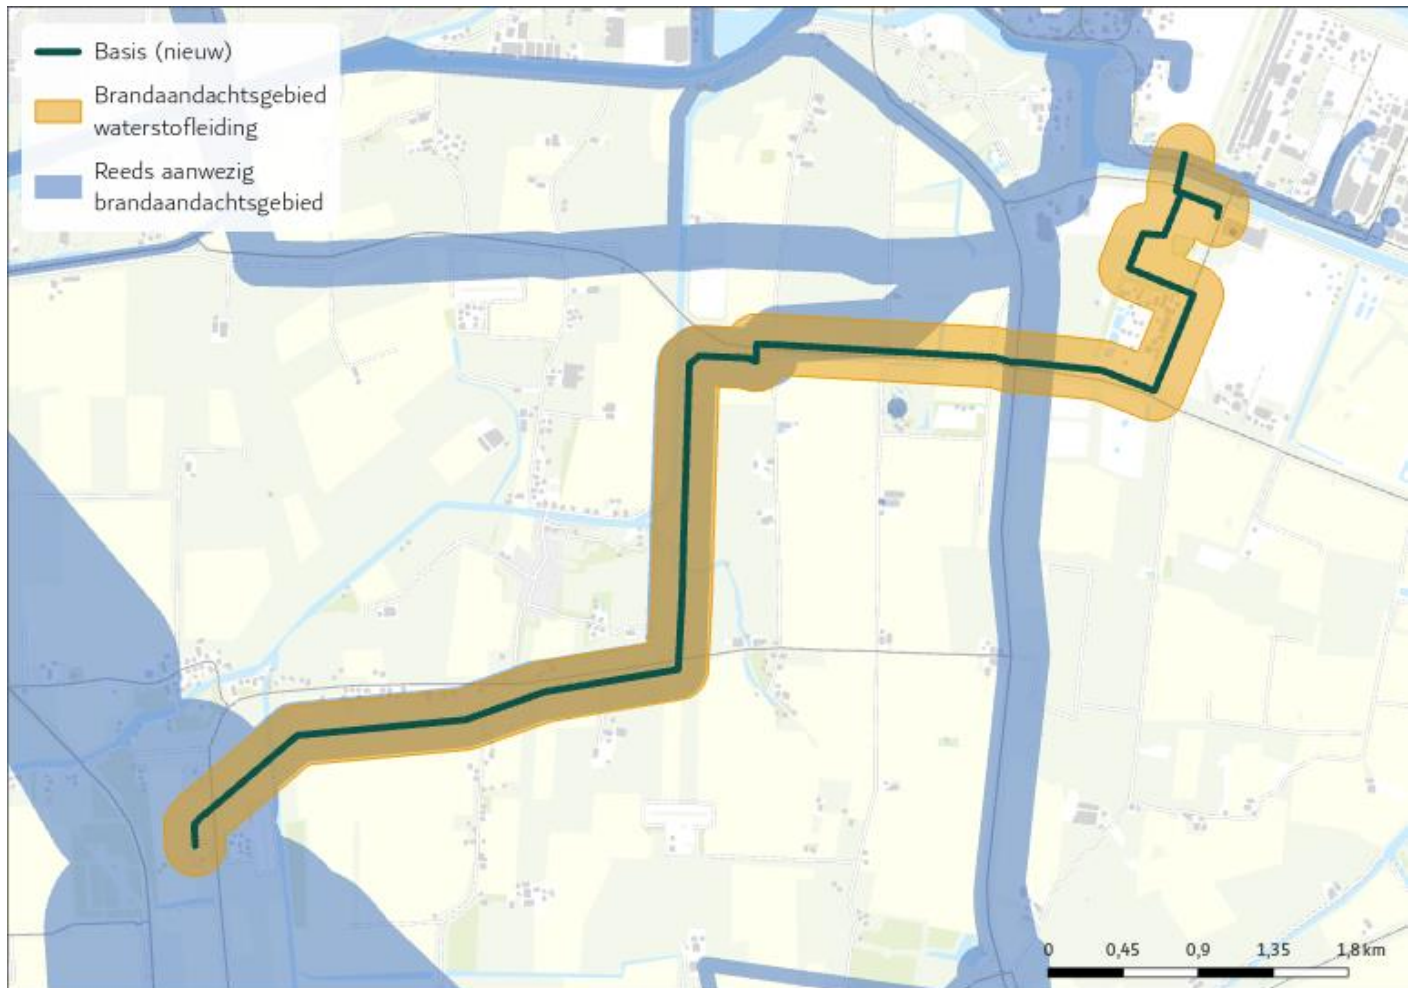 Basis (nieuw)
Brandaandachtsgebied
waterstofleiding
Reeds aanwezig
brandaandachtsgebied
0 0,45 0,9 1,35 1,8 km